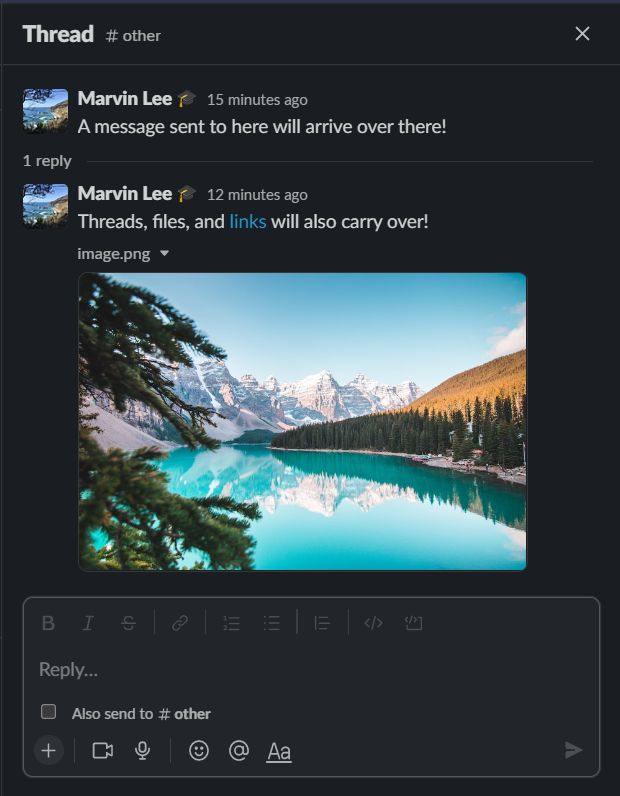 Thread # other
Marvin Lee 🎓 15 minutes ago
A message sent to here will arrive over there!
1 reply
Marvin Lee 🎓 12 minutes ago
Threads, files, and links will also carry over!
image.png
B I S
Reply...
Also send to # other
@ Aa